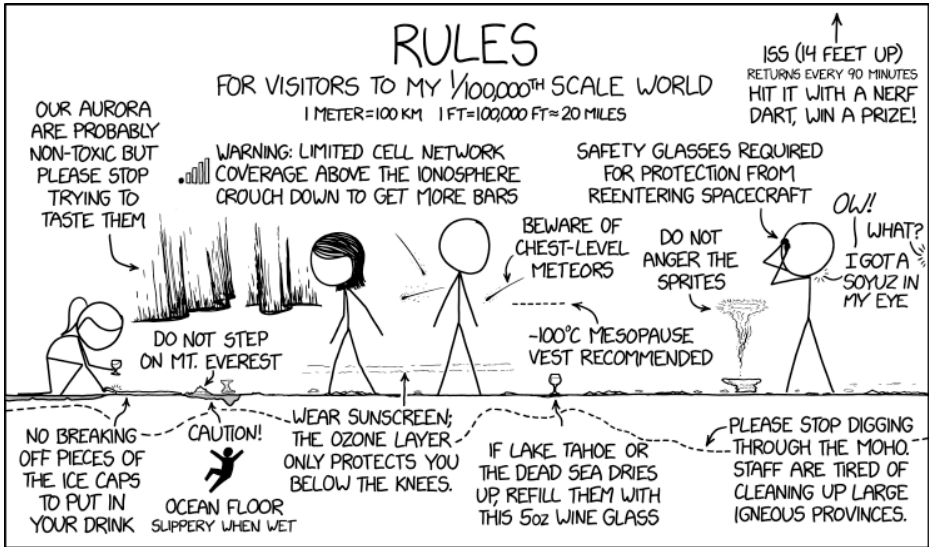 RULES
FOR VISITORS TO MY 1/100,000TH SCALE WORLD
1 METER=100 KM 1 FT=100,000 FT≈20 MILES
ISS (14 FEET UP)
RETURNS EVERY 90 MINUTES
HIT IT WITH A NERF
DART, WIN A PRIZE!
OUR AURORA
ARE PROBABLY
NON-TOXIC BUT
PLEASE STOP
TRYING TO
TASTE THEM
WARNING: LIMITED CELL NETWORK
COVERAGE ABOVE THE IONOSPHERE
CROUCH DOWN TO GET MORE BARS
SAFETY GLASSES REQUIRED
FOR PROTECTION FROM
REENTERING SPACECRAFT
BEWARE OF
CHEST-LEVEL
METEORS
DO NOT
ANGER THE
SPRITES
OW!
WHAT?
I GOT A
SOYUZ IN
MY EYE
DO NOT STEP
ON MT. EVEREST
-100°C MESOPAUSE
VEST RECOMMENDED
NO BREAKING
OFF PIECES OF
THE ICE CAPS
TO PUT IN
YOUR DRINK
CAUTION!
OCEAN FLOOR
SLIPPERY WHEN WET
WEAR SUNSCREEN;
THE OZONE LAYER
ONLY PROTECTS YOU
BELOW THE KNEES.
IF LAKE TAHOE OR
THE DEAD SEA DRIES
UP, REFILL THEM WITH
THIS 5OZ WINE GLASS
PLEASE STOP DIGGING
THROUGH THE MOHO.
STAFF ARE TIRED OF
CLEANING UP LARGE
IGNEOUS PROVINCES.